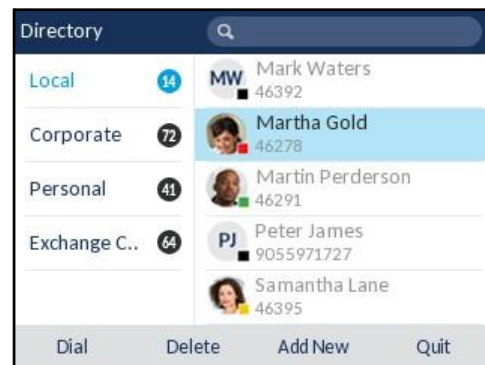 Directory
Local 14
Corporate 72
Personal 41
Exchange C.. 64
MW Mark Waters
46392
Martha Gold
46278
Martin Perderson
46291
PJ Peter James
9055971727
Samantha Lane
46395
Dial Delete Add New Quit